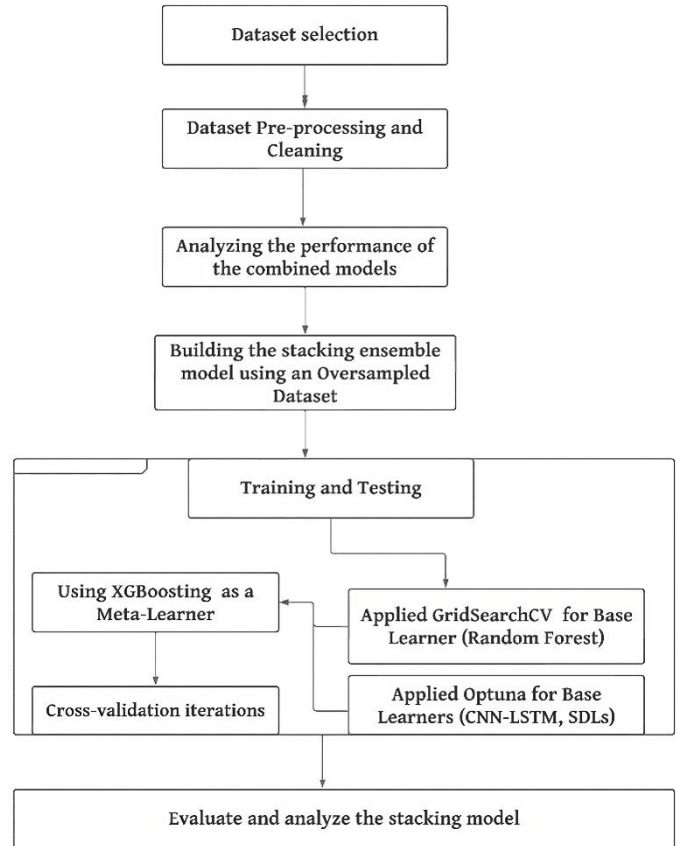 Dataset selection
Dataset Pre-processing and
Cleaning
Analyzing the performance of
the combined models
Building the stacking ensemble
model using an Oversampled
Dataset
Training and Testing
Using XGBoosting as a
Meta-Learner
Applied GridSearchCV for Base
Learner (Random Forest)
Cross-validation iterations
Applied Optuna for Base
Learners (CNN-LSTM, SDLs)
Evaluate and analyze the stacking model